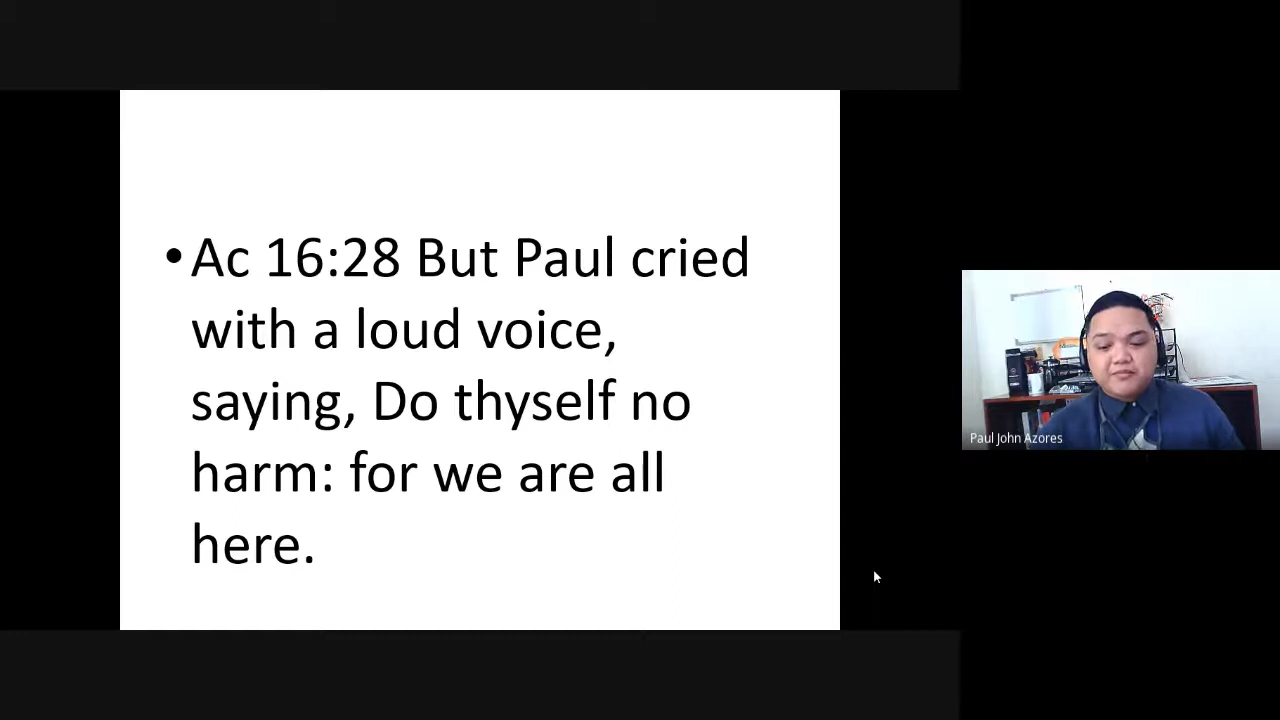 •Ac 16:28 But Paul cried
with a loud voice,
saying, Do thyself no
harm: for we are all
here.
Paul John Azores